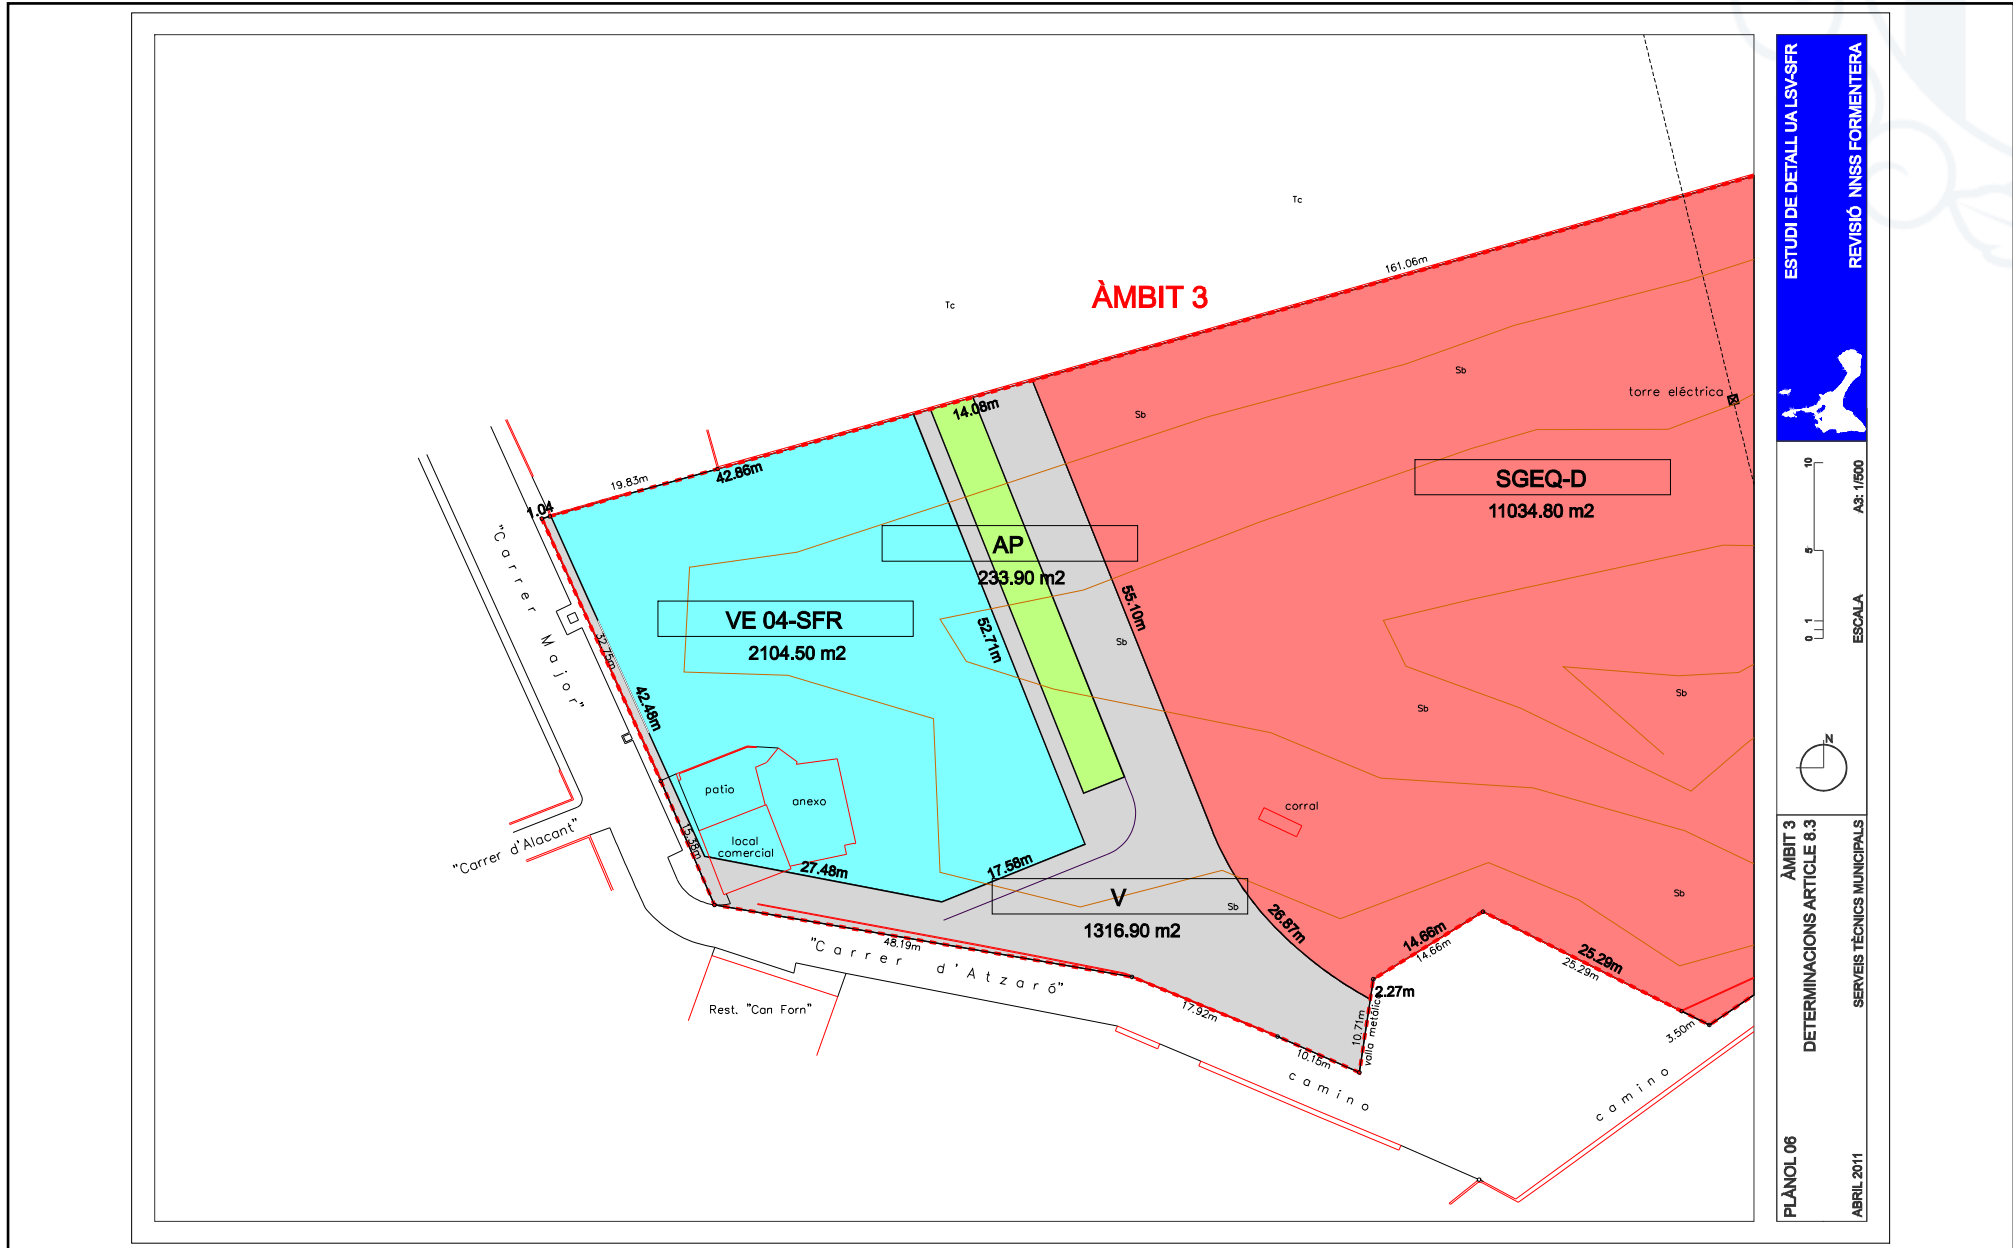 ÀMBIT 3
Tc
Tc
161.06m
Sb
Sb
torre eléctrica
14.08m
42.86m
19.83m
1.04
SGEQ-D
11034.80 m2
AP
233.90 m2
VE 04-SFR
2104.50 m2
55.10m
52.71m
Sb
Sb
Sb
Sb
Sb
"Carrer Major"
32.75m
42.48m
15.38m
patio
anexo
local
comercial
corral
"Carrer d'Alacant"
27.48m
17.58m
V
1316.90 m2
26.87m
14.66m
14.66m
25.29m
25.29m
2.27m
10.71m
valla metálica
48.19m
"Carrer d'Atzaró"
17.92m
10.15m
3.50m
Rest. "Can Forn"
camino
camino
ESTUDI DE DETALL UA LSV-SFR
REVISIÓ NNSS FORMENTERA
0 1 5 10
ESCALA A3: 1/500
N
ÀMBIT 3
DETERMINACIONS ARTICLE 8.3
SERVEIS TÈCNICS MUNICIPALS
PLÀNOL 06
ABRIL 2011